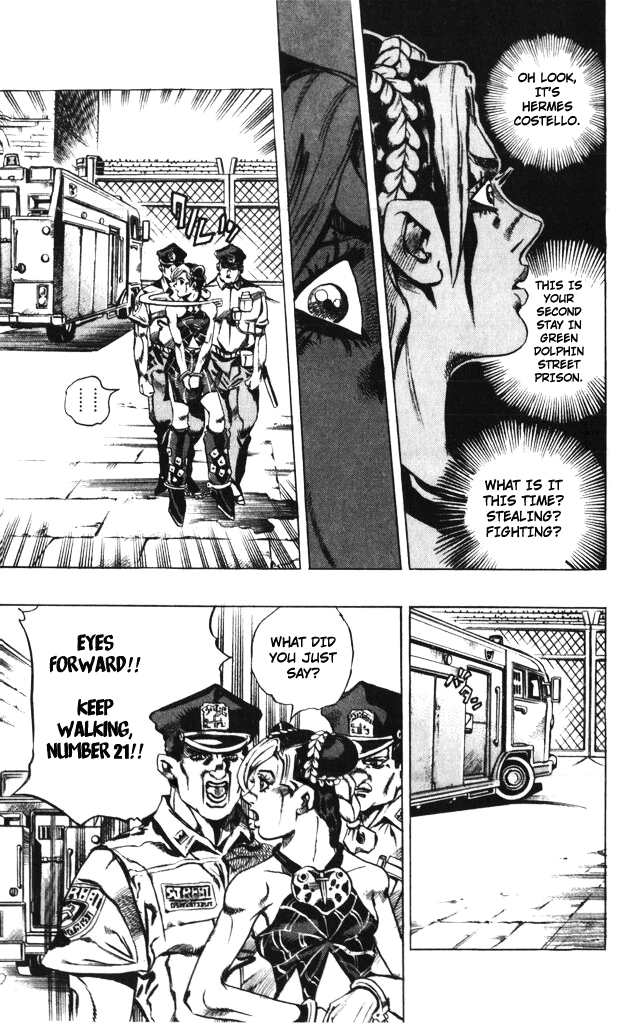 OH LOOK,
IT'S
HERMES
COSTELLO.
THIS IS
YOUR
SECOND
STAY IN
GREEN
DOLPHIN
STREET
PRISON.
WHAT IS IT
THIS TIME?
STEALING?
FIGHTING?
......
WHAT DID
YOU JUST
SAY?
EYES
FORWARD!!
KEEP
WALKING,
NUMBER 21!!
STREET